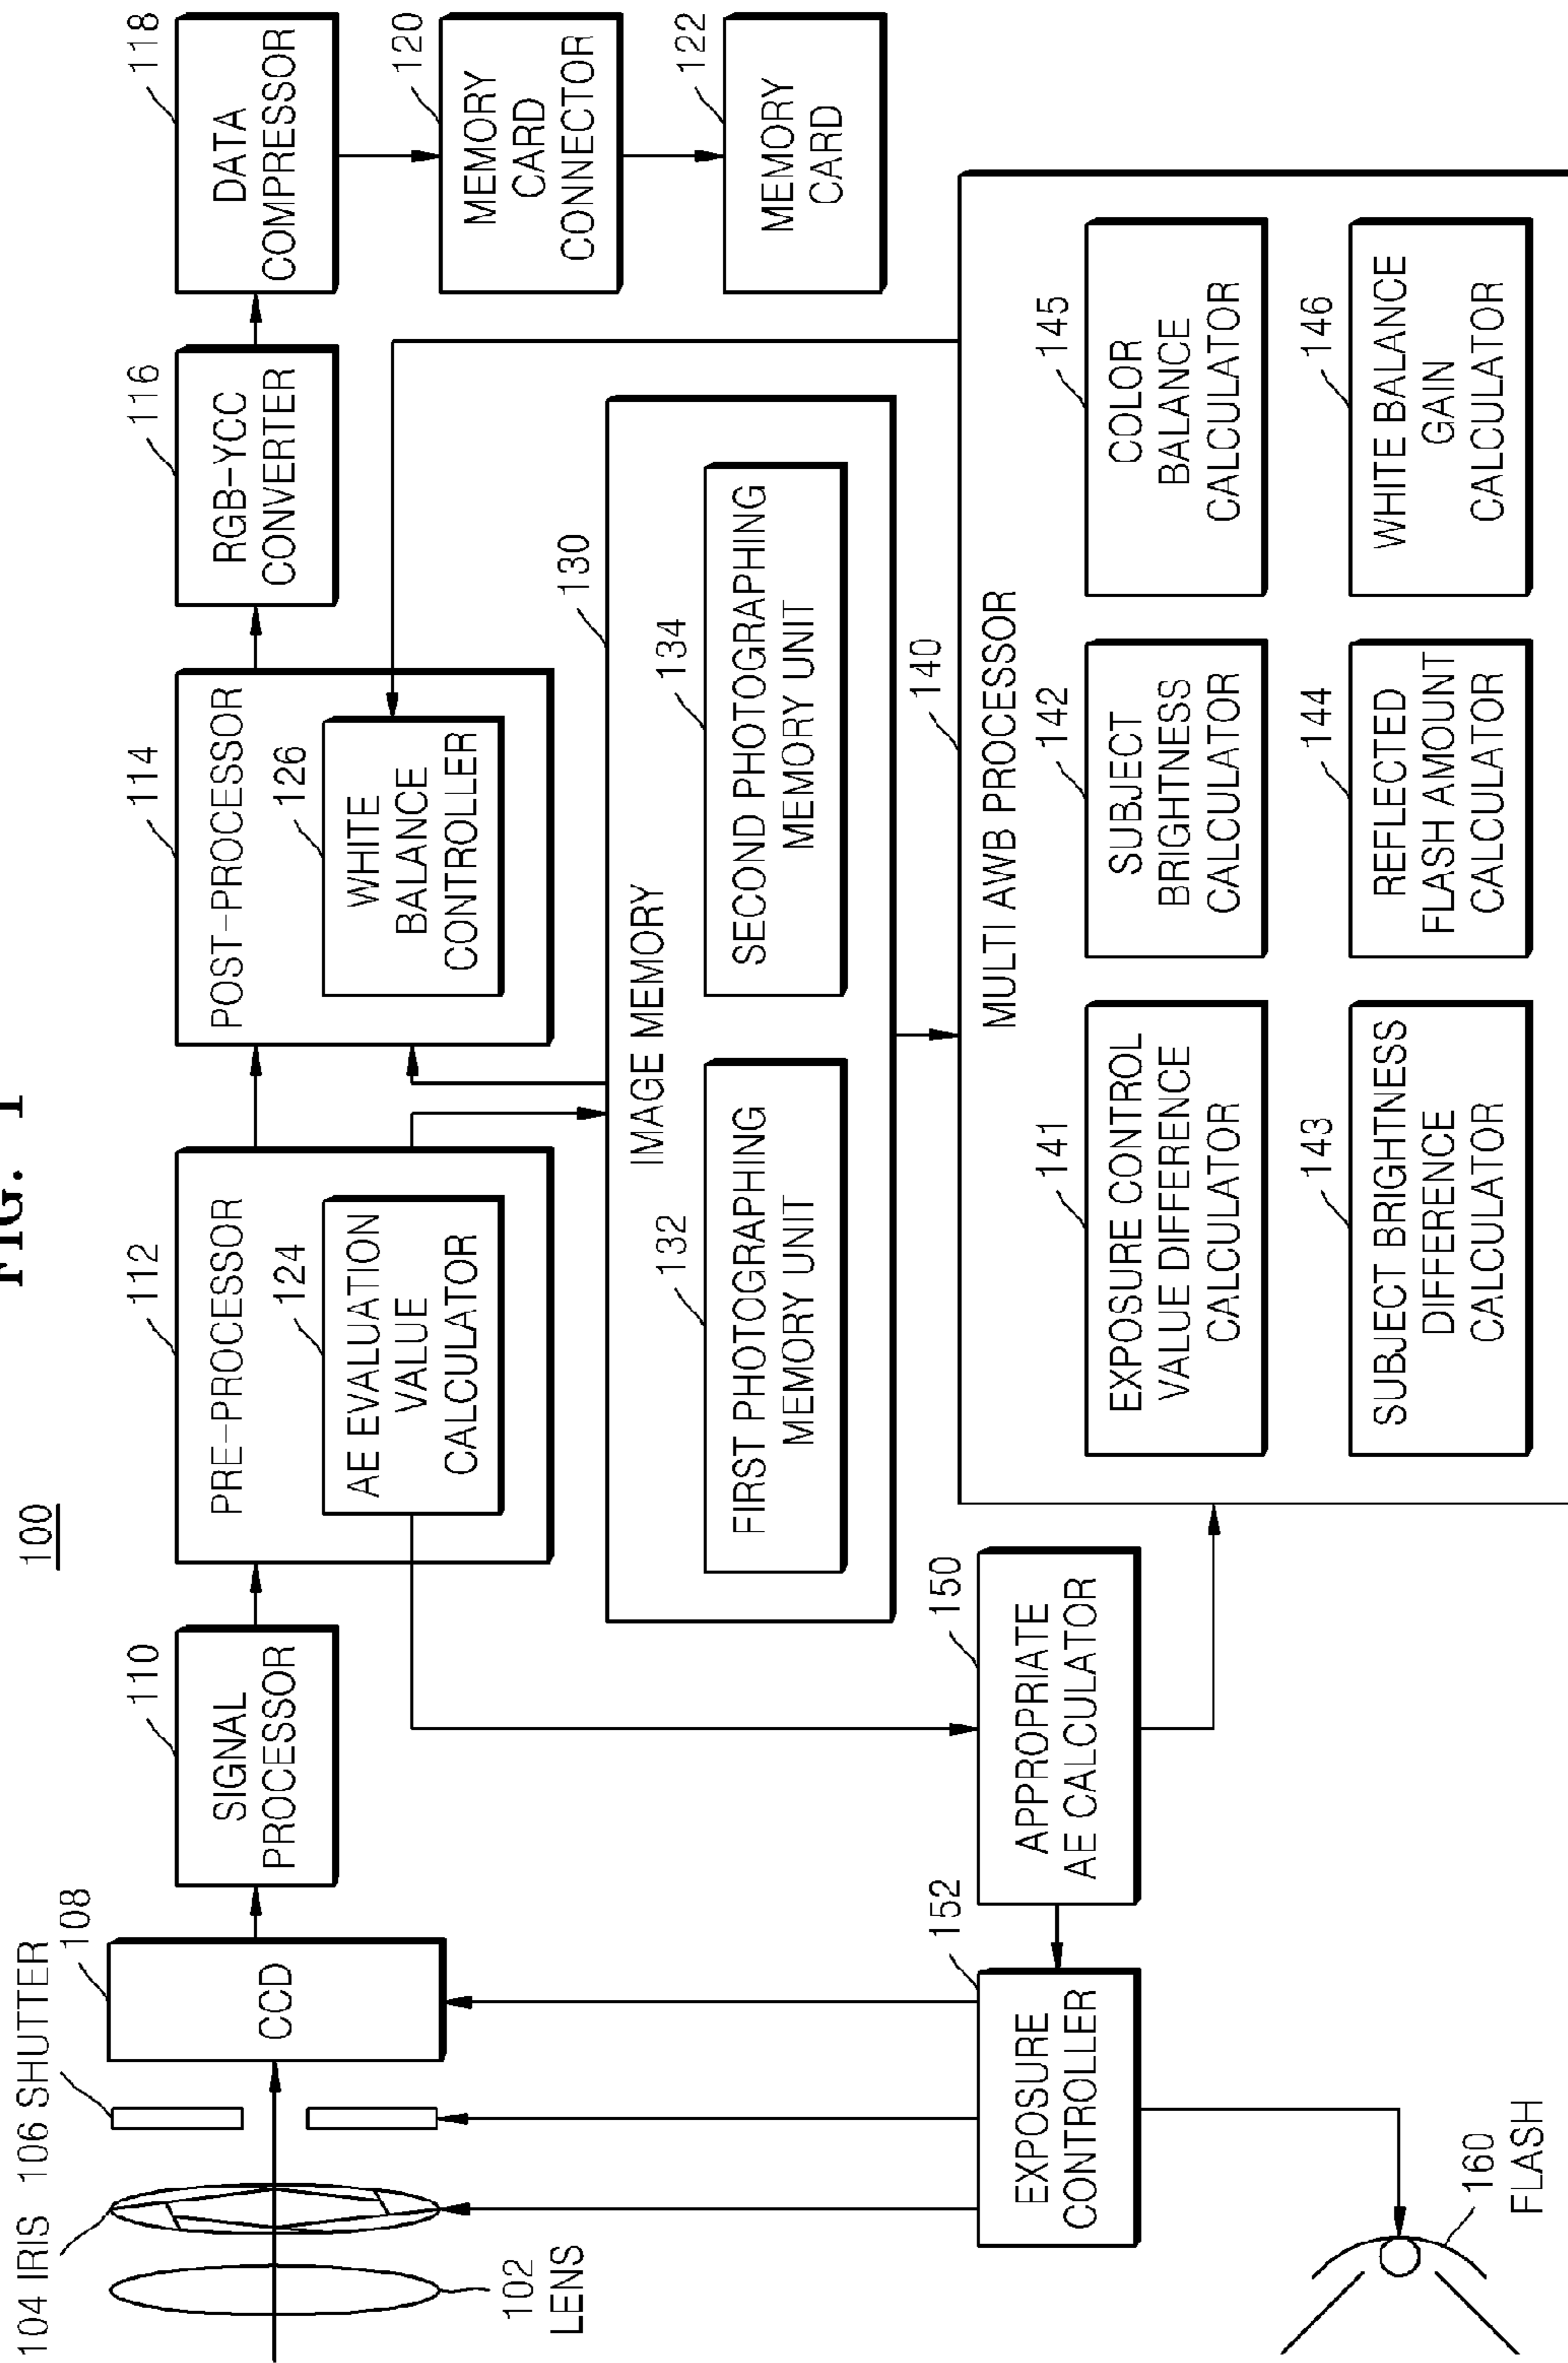 FIG. 1
100
104 IRIS
106 SHUTTER
102
LENS
108
CCD
110
SIGNAL
PROCESSOR
112
PRE-PROCESSOR
124
AE EVALUATION
VALUE
CALCULATOR
114
POST-PROCESSOR
126
WHITE
BALANCE
CONTROLLER
116
RGB-YCC
CONVERTER
118
DATA
COMPRESSOR
120
MEMORY
CARD
CONNECTOR
122
MEMORY
CARD
130
IMAGE MEMORY
132
FIRST PHOTOGRAPHING
MEMORY UNIT
134
SECOND PHOTOGRAPHING
MEMORY UNIT
140
MULTI AWB PROCESSOR
141
EXPOSURE CONTROL
VALUE DIFFERENCE
CALCULATOR
142
SUBJECT
BRIGHTNESS
CALCULATOR
145
COLOR
BALANCE
CALCULATOR
143
SUBJECT BRIGHTNESS
DIFFERENCE
CALCULATOR
144
REFLECTED
FLASH AMOUNT
CALCULATOR
146
WHITE BALANCE
GAIN
CALCULATOR
150
APPROPRIATE
AE CALCULATOR
152
EXPOSURE
CONTROLLER
160
FLASH